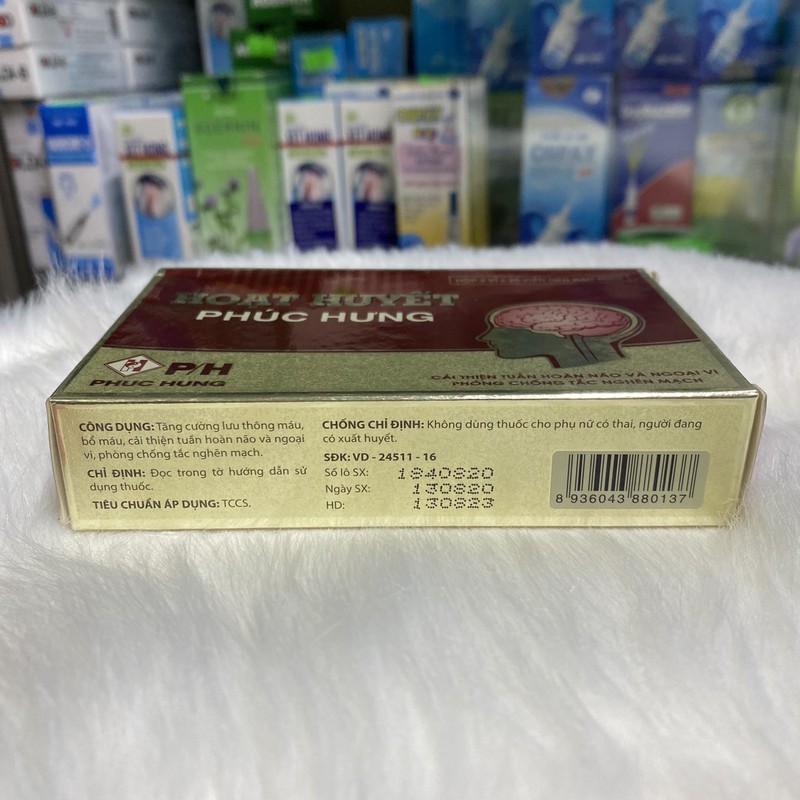 HOẠT HUYẾT
PHÚC HƯNG
P/H
PHUC HUNG
CẢI THIỆN TUẦN HOÀN NÃO VÀ NGOẠI VI
PHÒNG CHỐNG TẮC NGHẼN MẠCH
CÔNG DỤNG: Tăng cường lưu thông máu,
bổ máu, cải thiện tuần hoàn não và ngoại
vi, phòng chống tắc nghẽn mạch.
CHỈ ĐỊNH: Đọc trong tờ hướng dẫn sử
dụng thuốc.
TIÊU CHUẨN ÁP DỤNG: TCCS.
CHỐNG CHỈ ĐỊNH: Không dùng thuốc cho phụ nữ có thai, người đang
có xuất huyết.
SĐK: VD - 24511 - 16
Số lô SX: 1840820
Ngày SX: 130820
HD: 130823
8 936043 880137